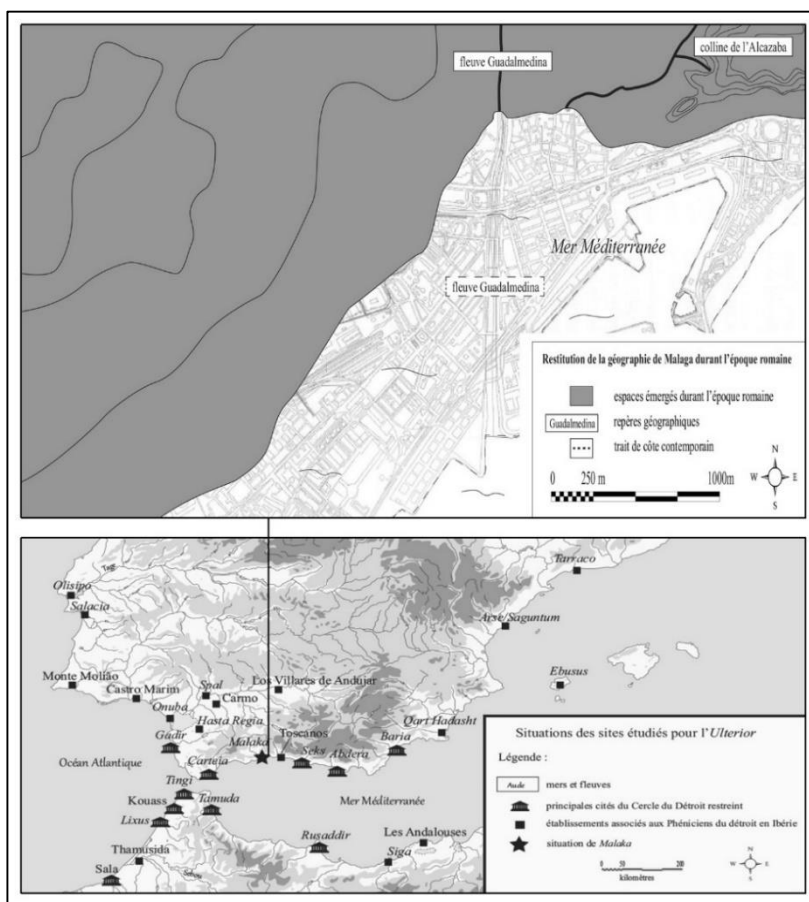 fleuve Guadalmedina
colline de l'Alcazaba
Mer Méditerranée
fleuve Guadalmedina
Restitution de la géographie de Malaga durant l'époque romaine
espaces émergés durant l'époque romaine
Guadalmedina
repères géographiques
trait de côte contemporain
0 250 m 1000m
N
W E
S
Tarraco
Olisipo
Salacia
Arse/Saguntum
Ebusus
Monte Molião
Castro Marim
Spal
Carmo
Los Villares de Andújar
Onuba
Hasta Regia
Qart Hadasht
Gadir
Malaka
Toscanos
Seks
Abdera
Baria
Océan Atlantique
Carteia
Tingi
Kouass
Tamuda
Mer Méditerranée
Lixus
Rusaddir
Les Andalouses
Thamusida
Siga
Sala
Situations des sites étudiés pour l'Ulterior
Légende :
Aude
mers et fleuves
principales cités du Cercle du Détroit restreint
établissements associés aux Phéniciens du détroit en Ibérie
situation de Malaka
0 50 200
kilomètres
N
W E
S